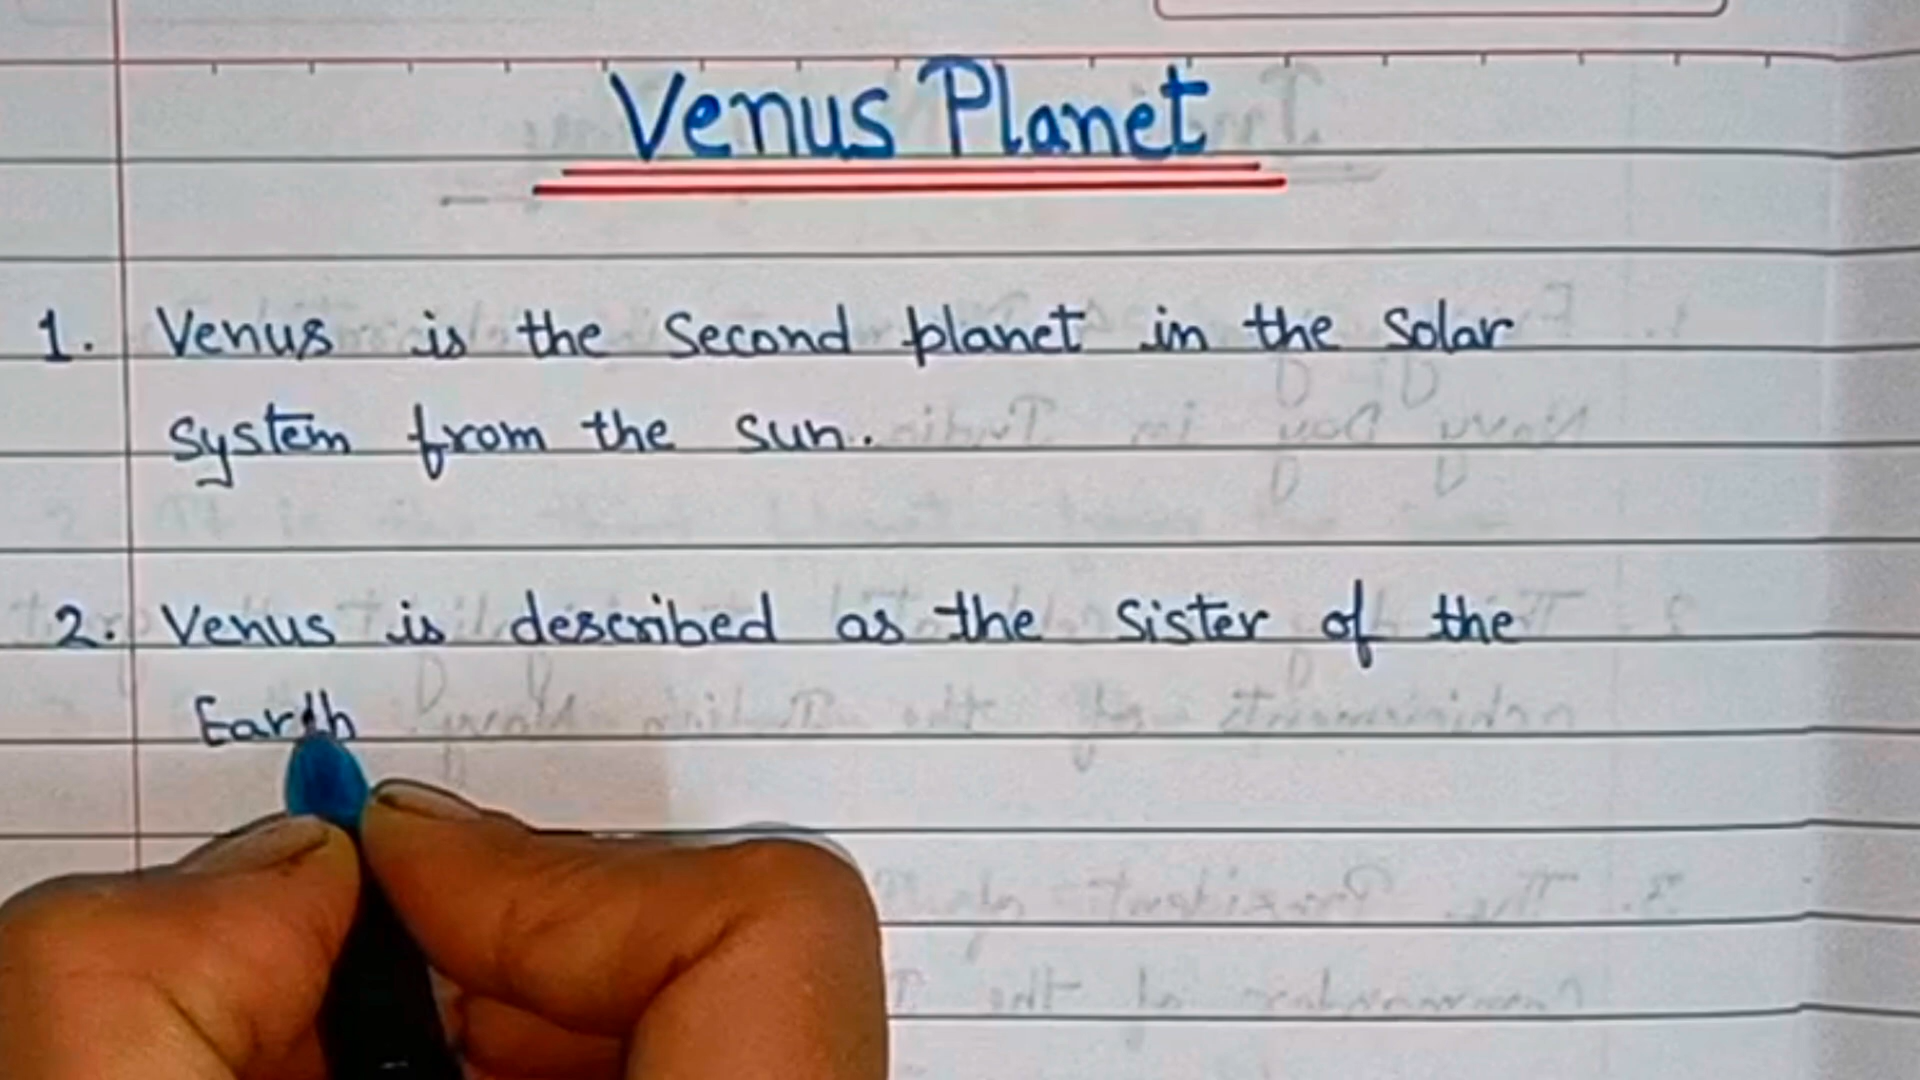 Venus Planet
1. Venus is the Second planet in the Solar
System from the sun.
2. Venus is described as the Sister of the
Earth